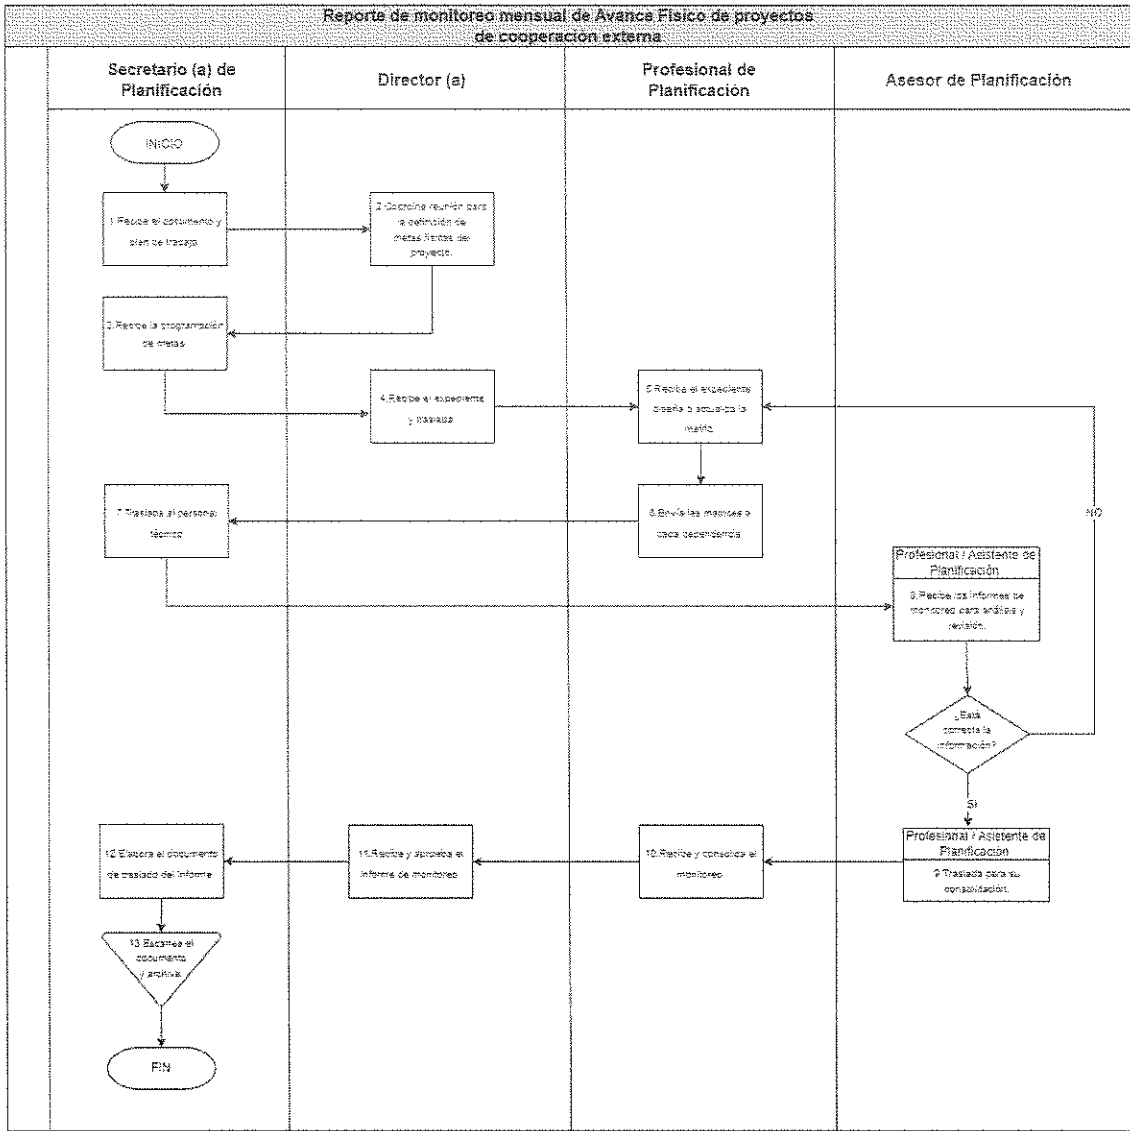 Reporte de monitoreo mensual de Avance Físico de proyectos
de cooperación externa
Secretario (a) de
Planificación
Director (a)
Profesional de
Planificación
Asesor de Planificación
INICIO
1.Recibe el documento y
plan de trabajo
2.Coordina reunión para
la definición de
metas físicas del
proyecto.
3.Recibe la programación
de metas
4.Recibe el expediente
y traslada
5.Recibe el expediente
diseña o actualiza la
matriz
7.Traslada al personal
técnico
6.Envía las matrices a
cada dependencia
NO
Profesional / Asistente de
Planificación
8.Recibe los informes de
monitoreo para análisis y
revisión.
¿Está
correcta la
información?
SI
12.Elabora el documento
de traslado del informe
11.Recibe y aprueba el
informe de monitoreo
10.Recibe y consolida el
monitoreo
Profesional / Asistente de
Planificación
9.Traslada para su
consolidación.
13.Escanea el
documento
y archiva
FIN